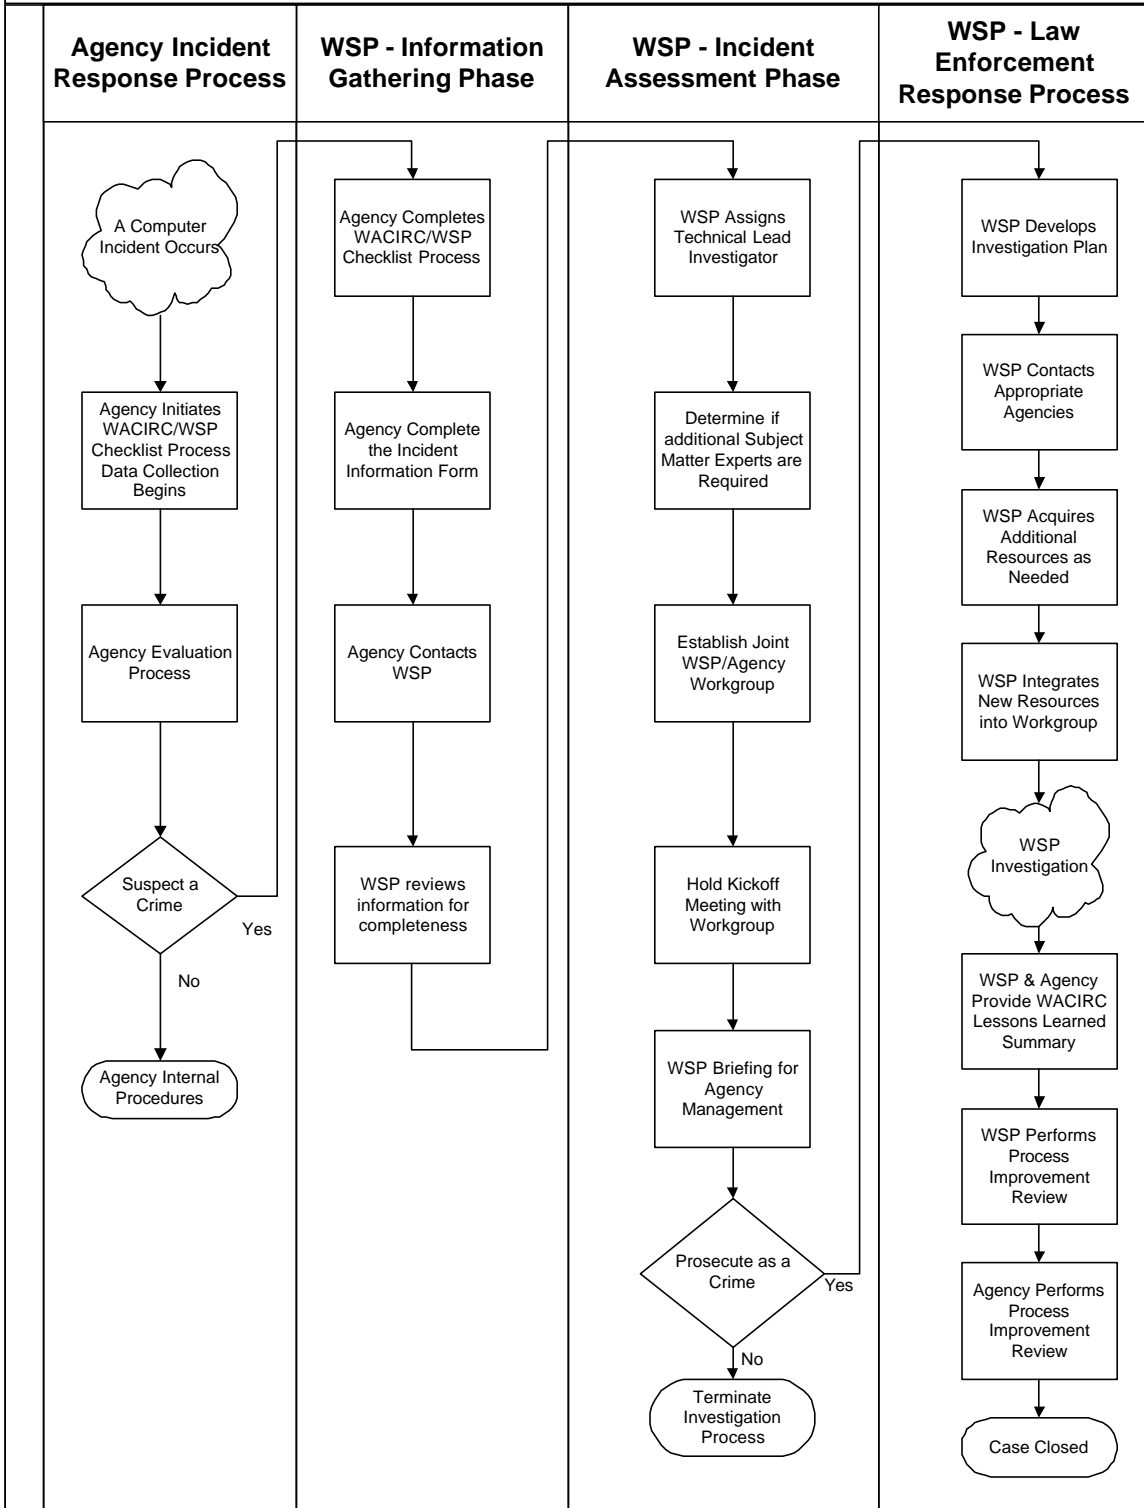 Agency Incident
Response Process
WSP - Information
Gathering Phase
WSP - Incident
Assessment Phase
WSP - Law
Enforcement
Response Process
A Computer
Incident Occurs
Agency Initiates
WACIRC/WSP
Checklist Process
Data Collection
Begins
Agency Evaluation
Process
Suspect a
Crime
Yes
No
Agency Internal
Procedures
Agency Completes
WACIRC/WSP
Checklist Process
Agency Complete
the Incident
Information Form
Agency Contacts
WSP
WSP reviews
information for
completeness
WSP Assigns
Technical Lead
Investigator
Determine if
additional Subject
Matter Experts are
Required
Establish Joint
WSP/Agency
Workgroup
Hold Kickoff
Meeting with
Workgroup
WSP Briefing for
Agency
Management
Prosecute as a
Crime
Yes
No
Terminate
Investigation
Process
WSP Develops
Investigation Plan
WSP Contacts
Appropriate
Agencies
WSP Acquires
Additional
Resources as
Needed
WSP Integrates
New Resources
into Workgroup
WSP
Investigation
WSP & Agency
Provide WACIRC
Lessons Learned
Summary
WSP Performs
Process
Improvement
Review
Agency Performs
Process
Improvement
Review
Case Closed